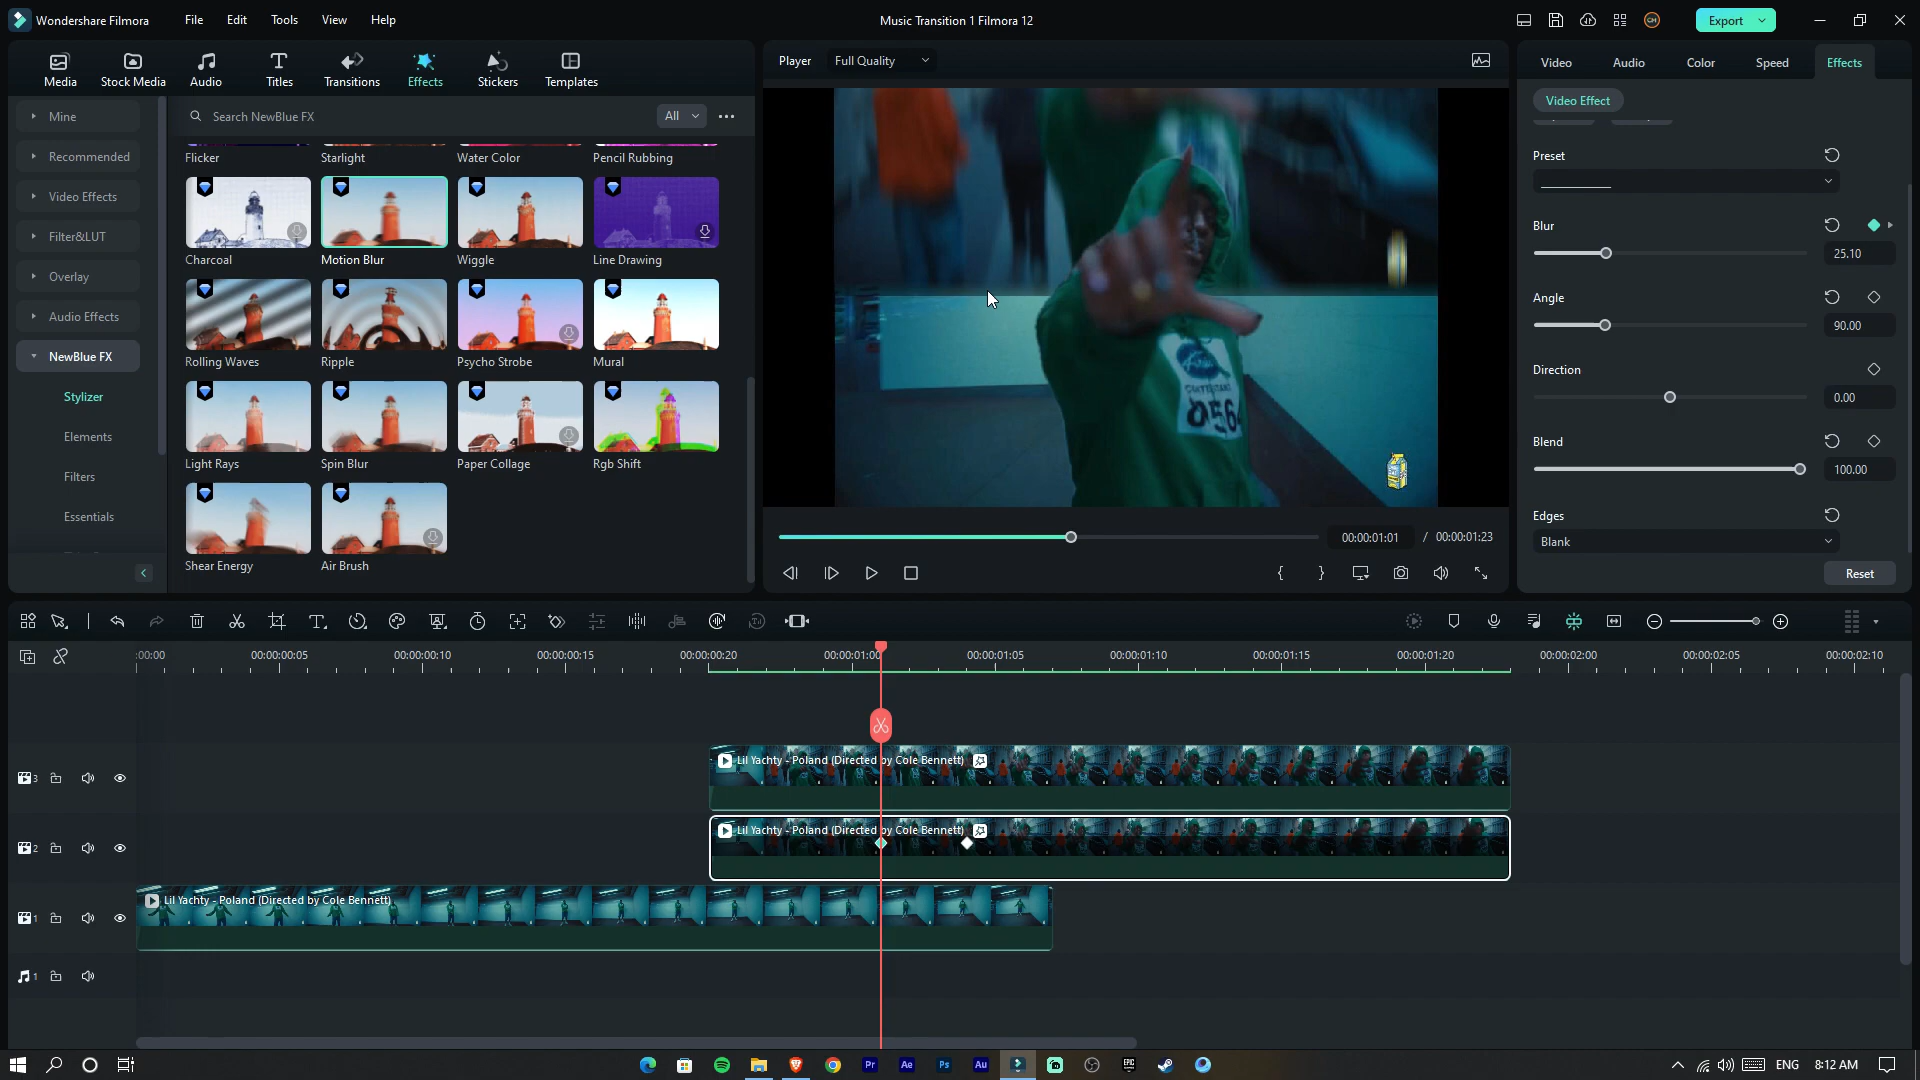 Wondershare Filmora
File
Edit
Tools
View
Help
Music Transition 1 Filmora 12
Export
Media
Stock Media
Audio
Titles
Transitions
Effects
Stickers
Templates
Player
Full Quality
Video
Audio
Color
Speed
Effects
Mine
Recommended
Video Effects
Filter&LUT
Overlay
Audio Effects
NewBlue FX
Stylizer
Elements
Filters
Essentials
Search NewBlue FX
All
Flicker
Starlight
Water Color
Pencil Rubbing
Charcoal
Motion Blur
Wiggle
Line Drawing
Rolling Waves
Ripple
Psycho Strobe
Mural
Light Rays
Spin Blur
Paper Collage
Rgb Shift
Shear Energy
Air Brush
00:00:01:01 / 00:00:01:23
Video Effect
Preset
Blur
25.10
Angle
90.00
Direction
0.00
Blend
100.00
Edges
Blank
Reset
:00:00
00:00:00:05
00:00:00:10
00:00:00:15
00:00:00:20
00:00:01:00
00:00:01:05
00:00:01:10
00:00:01:15
00:00:01:20
00:00:02:00
00:00:02:05
00:00:02:10
3
Lil Yachty - Poland (Directed by Cole Bennett)
2
Lil Yachty - Poland (Directed by Cole Bennett)
1
Lil Yachty - Poland (Directed by Cole Bennett)
1
Pr
Ae
Ps
Au
EPIC
ENG
8:12 AM